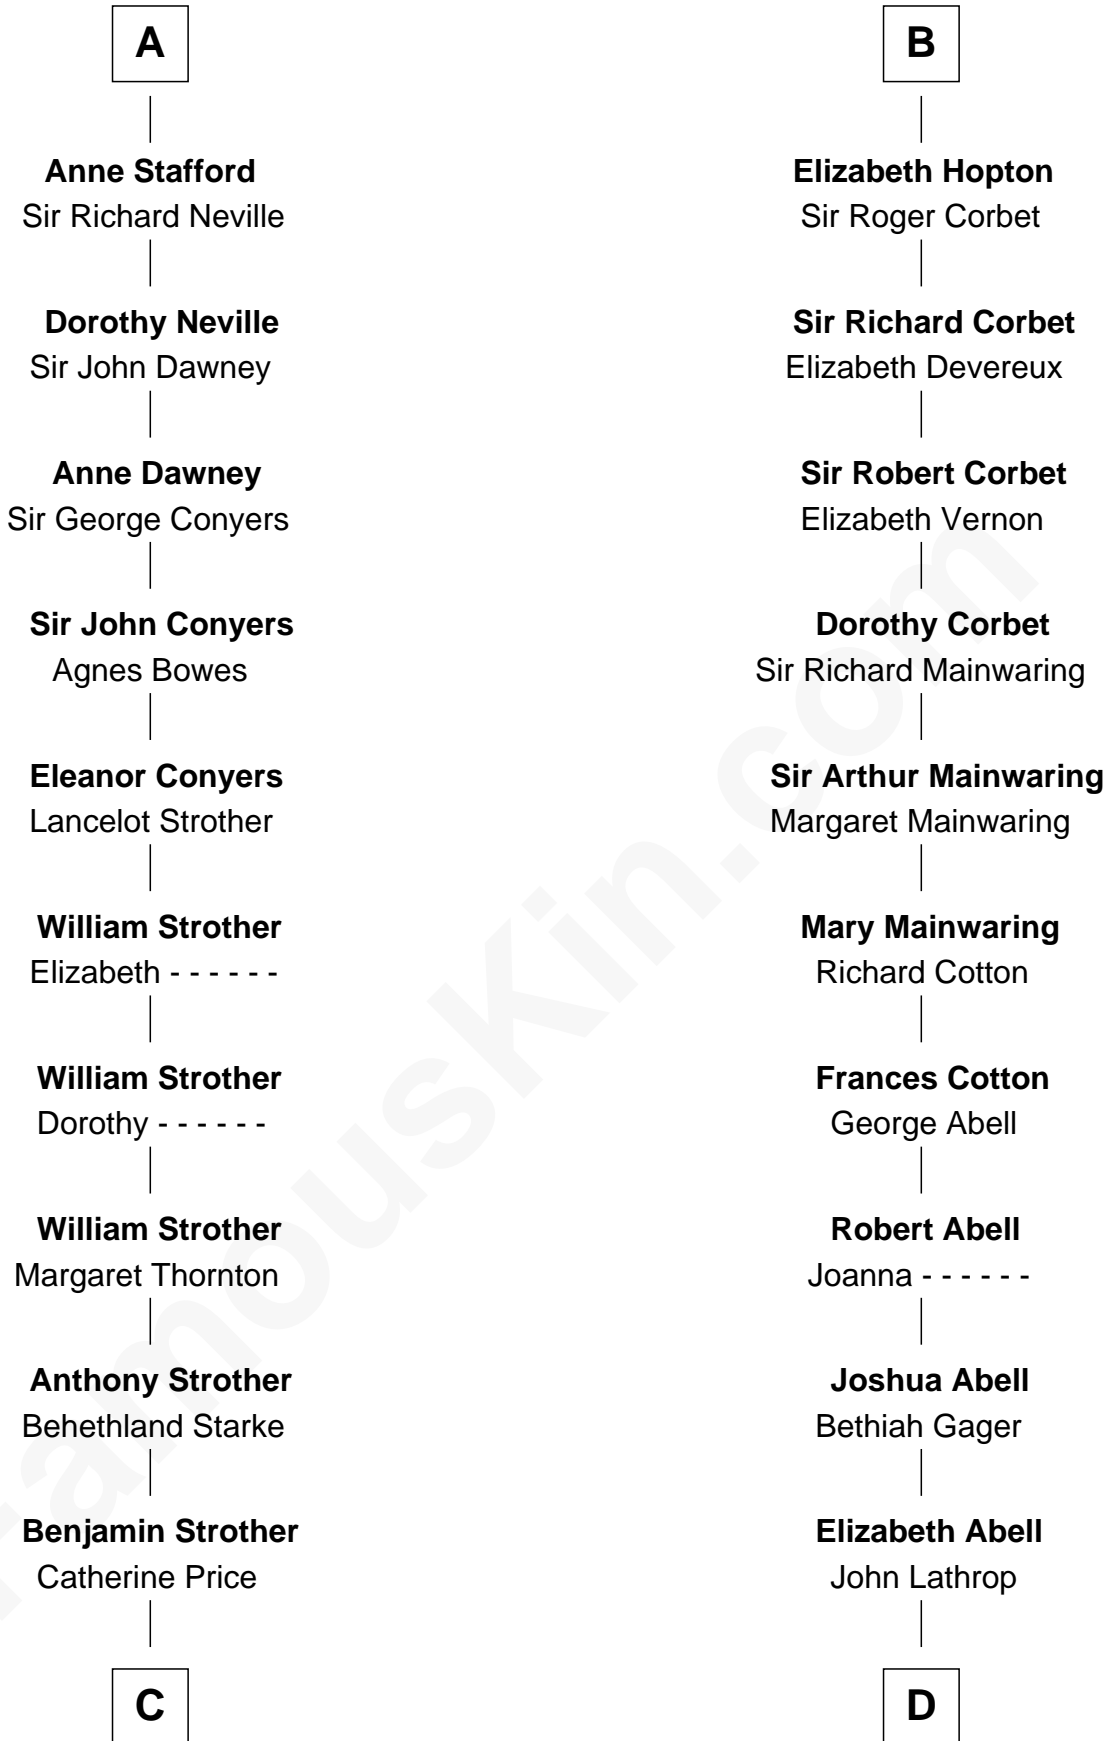 A
Anne Stafford
Sir Richard Neville
Dorothy Neville
Sir John Dawney
Anne Dawney
Sir George Conyers
Sir John Conyers
Agnes Bowes
Eleanor Conyers
Lancelot Strother
William Strother
Elizabeth - - - - - -
William Strother
Dorothy - - - - - -
William Strother
Margaret Thornton
Anthony Strother
Behethland Starke
Benjamin Strother
Catherine Price
C
B
Elizabeth Hopton
Sir Roger Corbet
Sir Richard Corbet
Elizabeth Devereux
Sir Robert Corbet
Elizabeth Vernon
Dorothy Corbet
Sir Richard Mainwaring
Sir Arthur Mainwaring
Margaret Mainwaring
Mary Mainwaring
Richard Cotton
Frances Cotton
George Abell
Robert Abell
Joanna - - - - - -
Joshua Abell
Bethiah Gager
Elizabeth Abell
John Lathrop
D
FamousKin.com